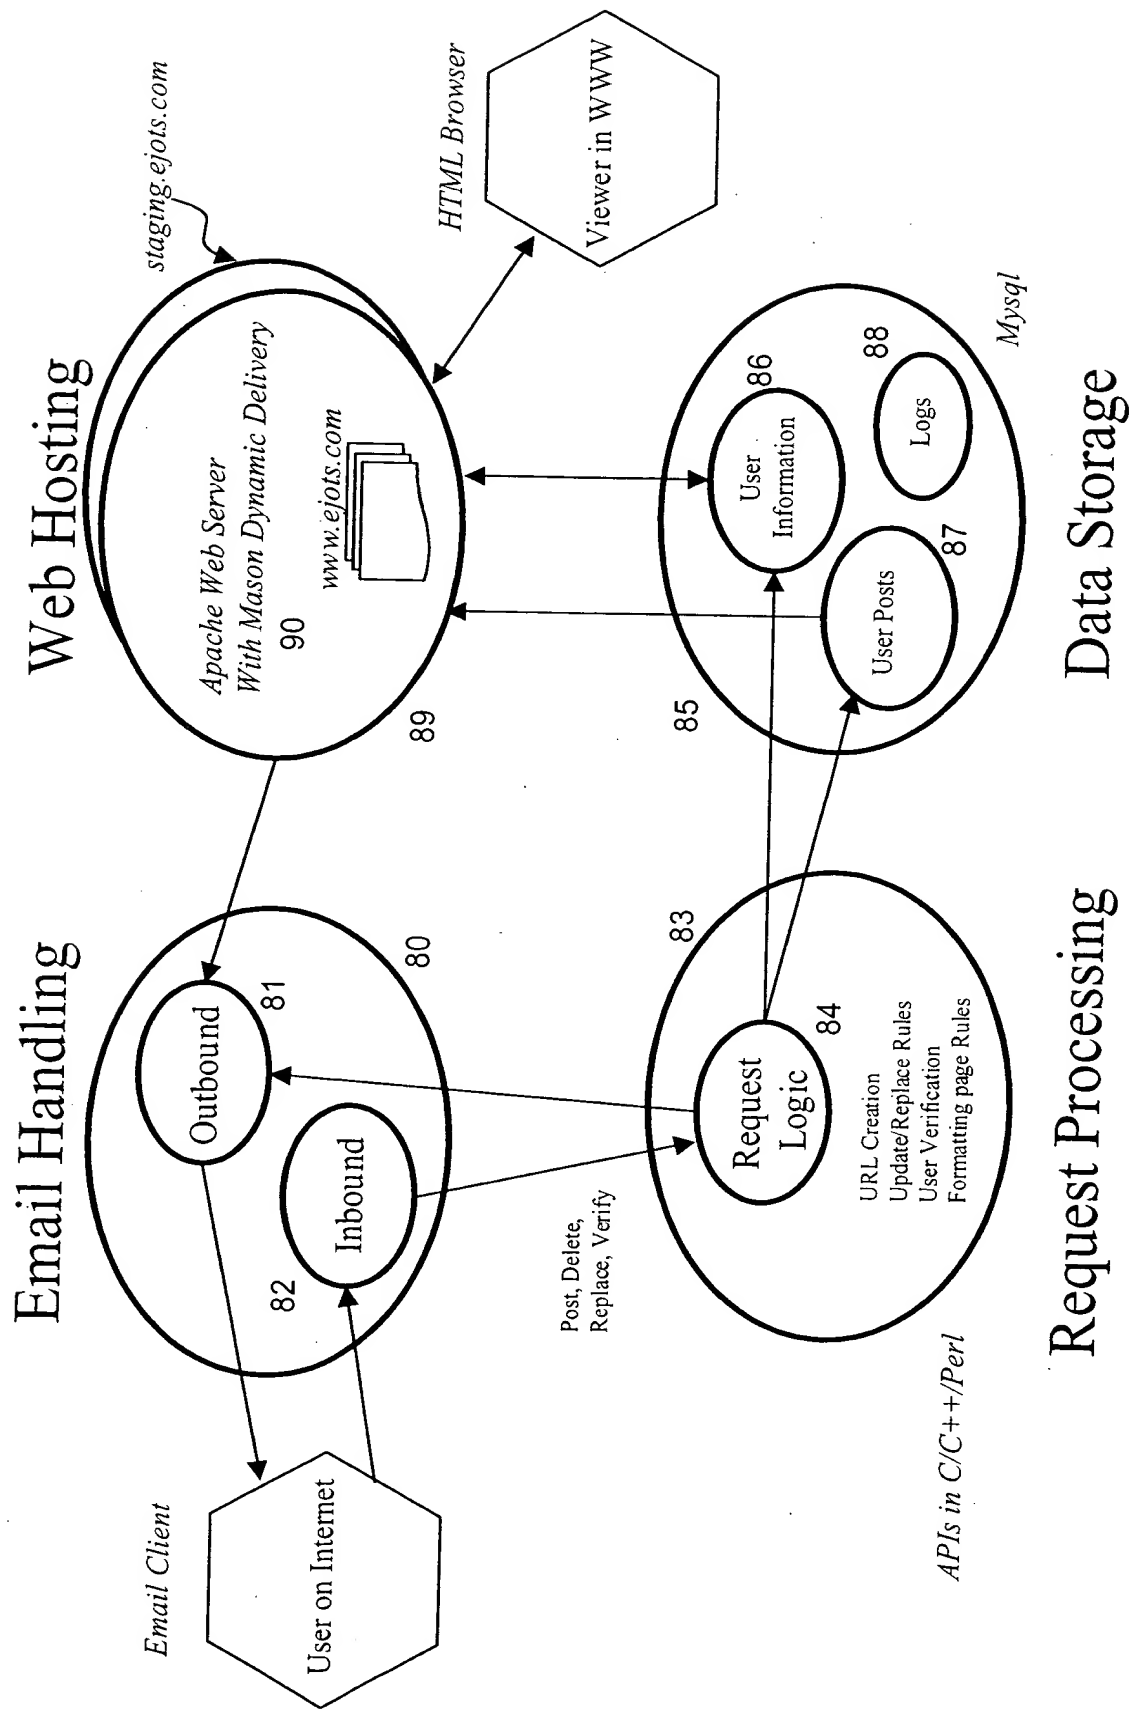 Email Handling
Web Hosting
Email Client
User on Internet
Outbound
81
Inbound
82
80
staging.ejots.com
Apache Web Server
With Mason Dynamic Delivery
90
www.ejots.com
89
HTML Browser
Viewer in WWW
Post, Delete,
Replace, Verify
83
Request
Logic
84
URL Creation
Update/Replace Rules
User Verification
Formatting page Rules
APIs in C/C++/Perl
Request Processing
85
User
Information
86
User Posts
87
Logs
88
Mysql
Data Storage